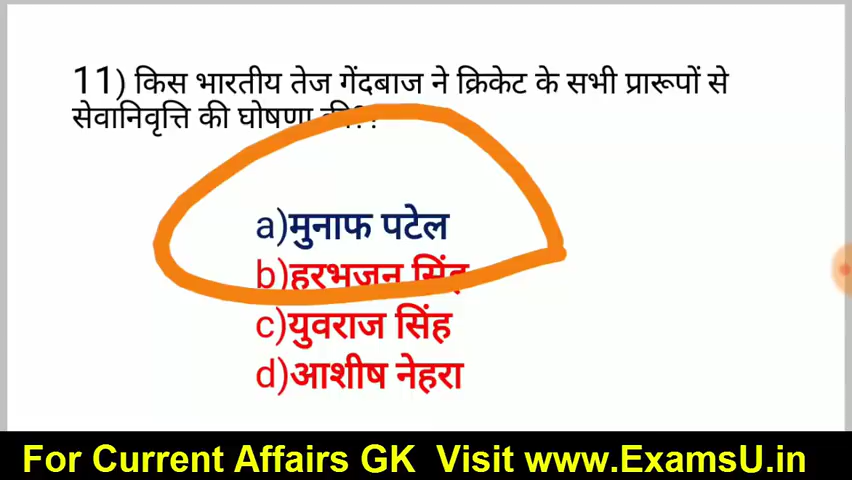 11) किस भारतीय तेज गेंदबाज ने क्रिकेट के सभी प्रारूपों से
सेवानिवृत्ति की घोषणा की??
a)मुनाफ पटेल
b)हरभजन सिंह
c)युवराज सिंह
d)आशीष नेहरा
For Current Affairs GK Visit www.ExamsU.in